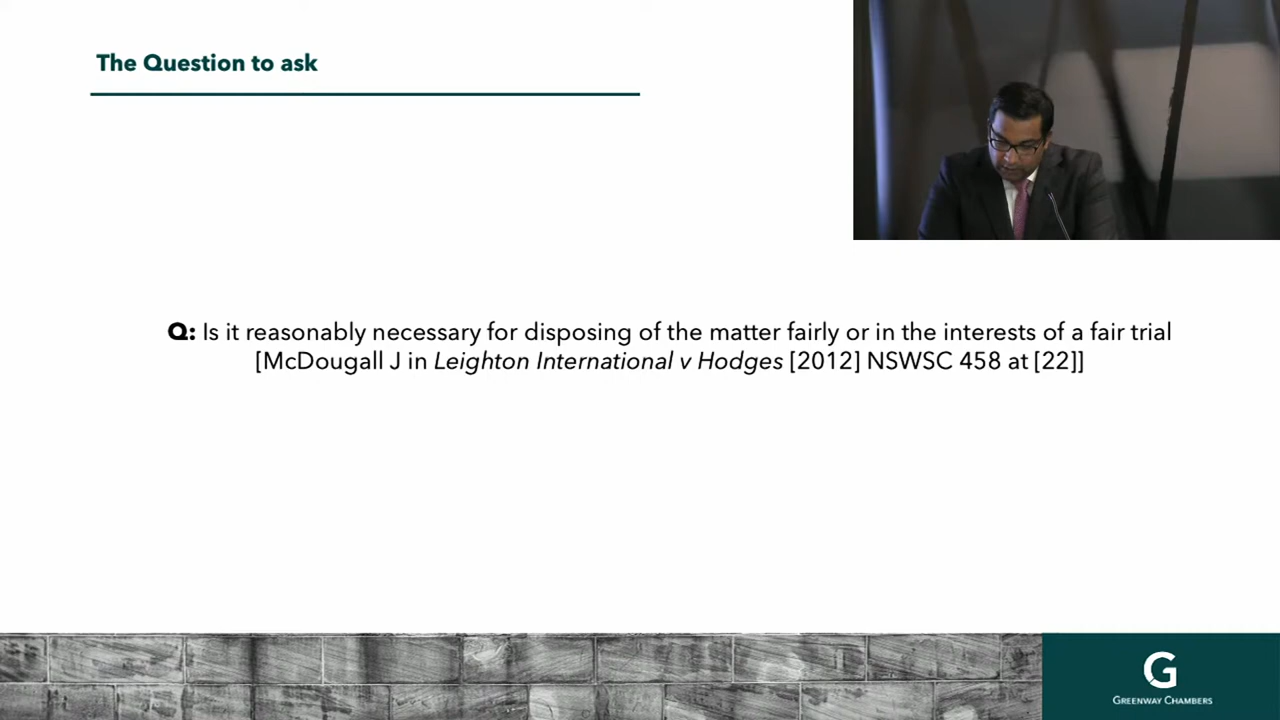 The Question to ask
Q: Is it reasonably necessary for disposing of the matter fairly or in the interests of a fair trial
[McDougall J in Leighton International v Hodges [2012] NSWSC 458 at [22]]
G
GREENWAY CHAMBERS